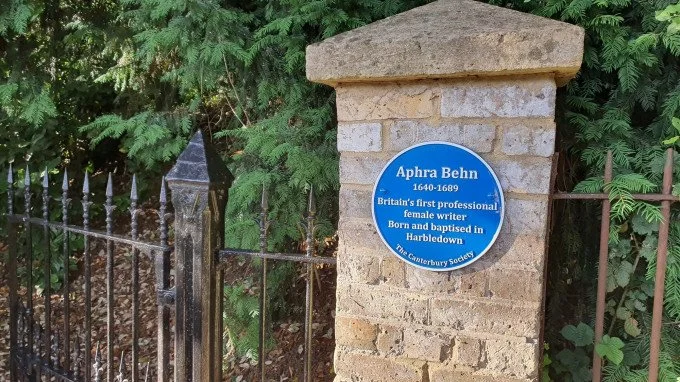 Aphra Behn
1640-1689
Britain's first professional
female writer
Born and baptised in
Harbledown
The Canterbury Society